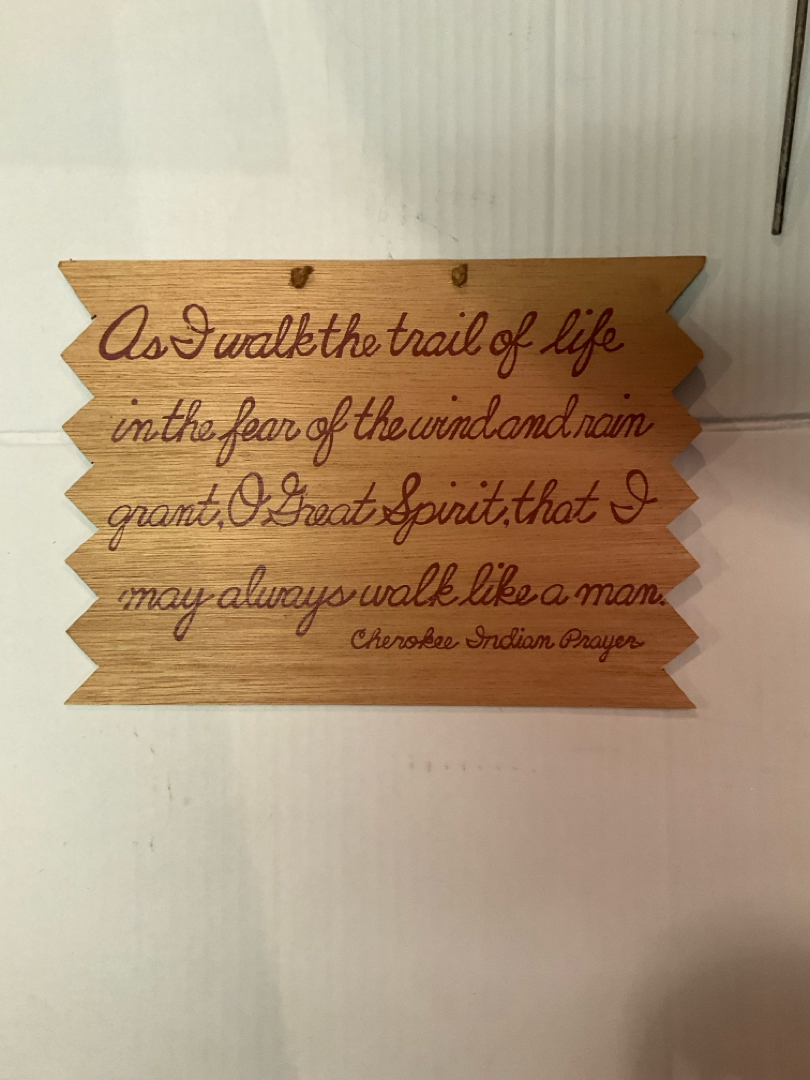 As I walk the trail of life
in the fear of the wind and rain
grant, O Great Spirit, that I
may always walk like a man.
Cherokee Indian Prayer